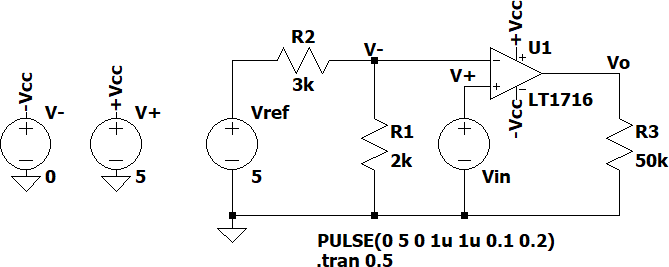 -Vcc
V-
0
+Vcc
V+
5
R2
3k
Vref
5
V-
R1
2k
V+
Vin
+Vcc
U1
LT1716
-Vcc
Vo
R3
50k
PULSE(0 5 0 1u 1u 0.1 0.2)
.tran 0.5